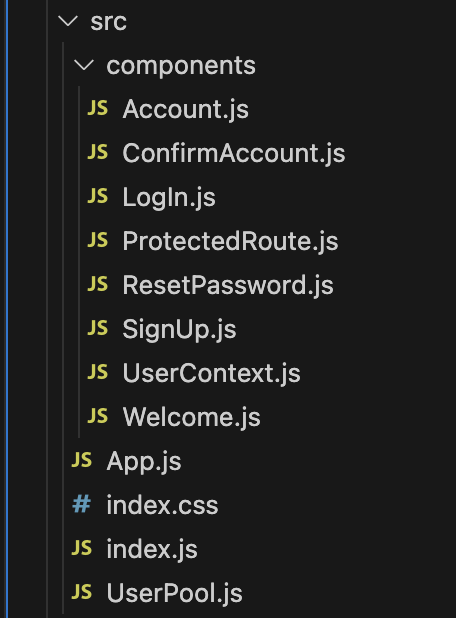 src
components
JS Account.js
JS ConfirmAccount.js
JS LogIn.js
JS ProtectedRoute.js
JS ResetPassword.js
JS SignUp.js
JS UserContext.js
JS Welcome.js
JS App.js
# index.css
JS index.js
JS UserPool.js